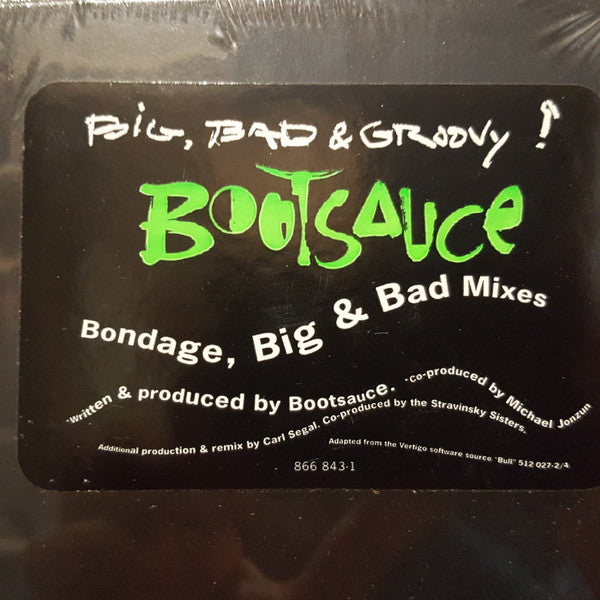 BiG, BAD & GROOVY !
BOOTSAUCE
Bondage, Big & Bad Mixes
·Written & produced by Bootsauce. ·Co-produced by Michael Jonzun
Additional production & remix by Carl Segal. Co-produced by the Stravinsky Sisters.
Adapted from the Vertigo software source "Bull" 512 027-2/4
866 843-1